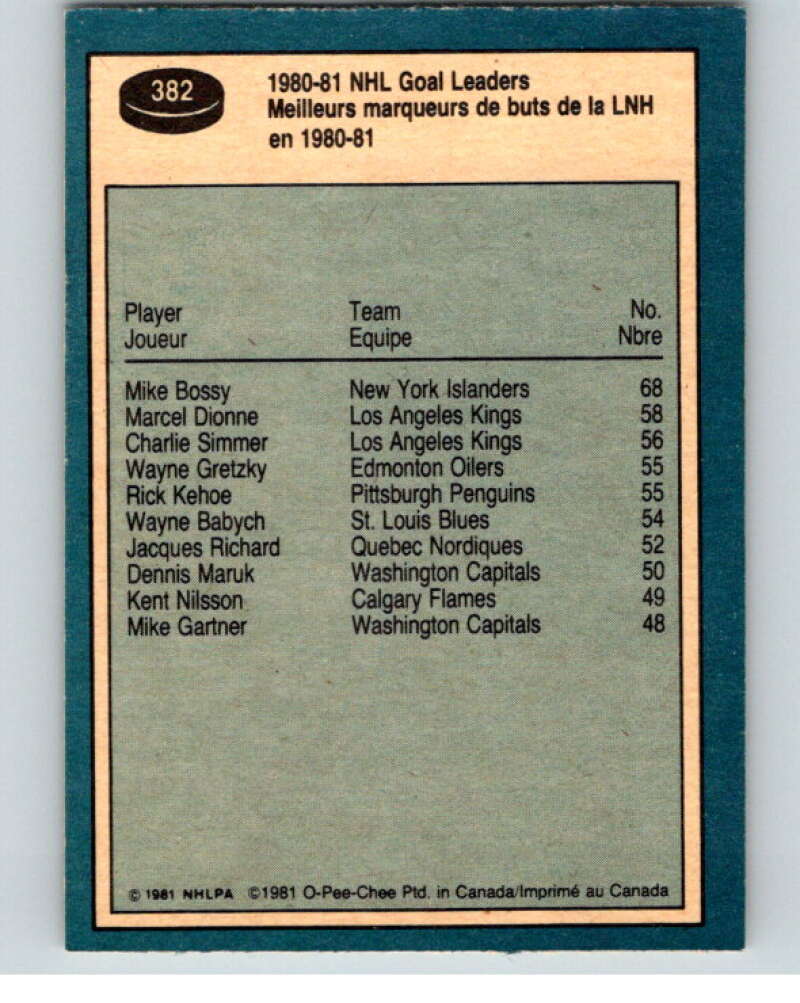 382
1980-81 NHL Goal Leaders
Meilleurs marqueurs de buts de la LNH
en 1980-81
Player Team No.
Joueur Equipe Nbre
Mike Bossy New York Islanders 68
Marcel Dionne Los Angeles Kings 58
Charlie Simmer Los Angeles Kings 56
Wayne Gretzky Edmonton Oilers 55
Rick Kehoe Pittsburgh Penguins 55
Wayne Babych St. Louis Blues 54
Jacques Richard Quebec Nordiques 52
Dennis Maruk Washington Capitals 50
Kent Nilsson Calgary Flames 49
Mike Gartner Washington Capitals 48
© 1981 NHLPA ©1981 O-Pee-Chee Ptd. in Canada/Imprimé au Canada